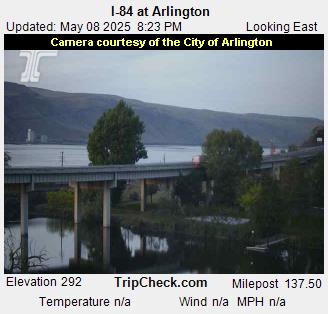 I-84 at Arlington
Updated: May 08 2025 8:23 PM Looking East
Camera courtesy of the City of Arlington
Elevation 292 TripCheck.com Milepost 137.50
Temperature n/a Wind n/a MPH n/a